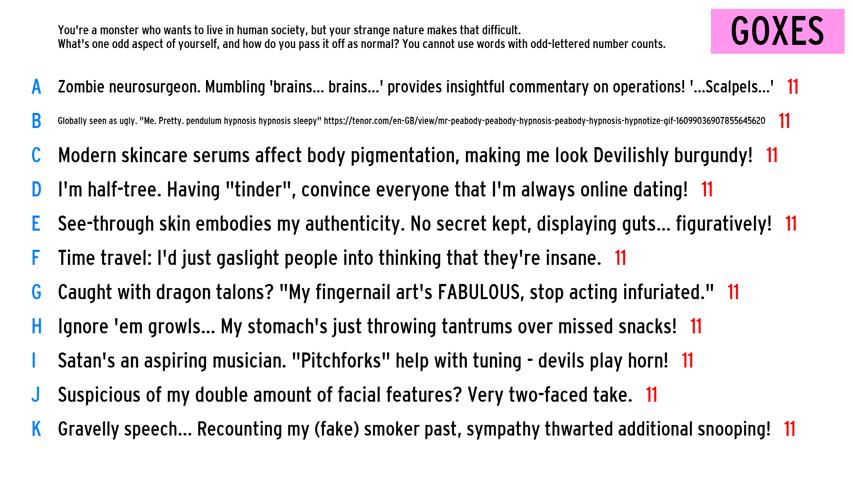 You're a monster who wants to live in human society, but your strange nature makes that difficult.
What's one odd aspect of yourself, and how do you pass it off as normal? You cannot use words with odd-lettered number counts.
GOXES
A Zombie neurosurgeon. Mumbling 'brains... brains...' provides insightful commentary on operations! '...Scalpels...' 11
B Globally seen as ugly. "Me. Pretty. pendulum hypnosis hypnosis sleepy" https://tenor.com/en-GB/view/mr-peabody-peabody-hypnosis-peabody-hypnosis-hypnotize-gif-16099036907855645620 11
C Modern skincare serums affect body pigmentation, making me look Devilishly burgundy! 11
D I'm half-tree. Having "tinder", convince everyone that I'm always online dating! 11
E See-through skin embodies my authenticity. No secret kept, displaying guts... figuratively! 11
F Time travel: I'd just gaslight people into thinking that they're insane. 11
G Caught with dragon talons? "My fingernail art's FABULOUS, stop acting infuriated." 11
H Ignore 'em growls... My stomach's just throwing tantrums over missed snacks! 11
I Satan's an aspiring musician. "Pitchforks" help with tuning - devils play horn! 11
J Suspicious of my double amount of facial features? Very two-faced take. 11
K Gravelly speech... Recounting my (fake) smoker past, sympathy thwarted additional snooping! 11